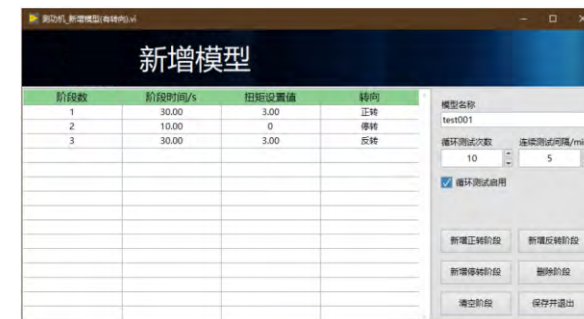 测功机_新增模型(有转向).vi
新增模型
阶段数 阶段时间/s 扭矩设置值 转向
1 30.00 3.00 正转
2 10.00 0 停转
3 30.00 3.00 反转
模型名称
test001
循环测试次数 连续测试间隔/min
10 5
循环测试启用
新增正转阶段 新增反转阶段
新增停转阶段 删除阶段
清空阶段 保存并退出